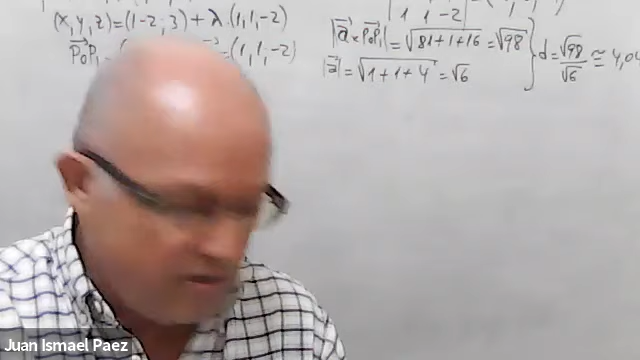 1 1 -2
(x,y,z)=(1-2;3)+λ.(1,1,-2)
|a⃗ x P₀P₁|=√81+1+16 =√98
P₀P₁ = (1,1,-2)
|a⃗|=√1+1+4 =√6
d=√98/√6 ≅ 4,04
Juan Ismael Paez